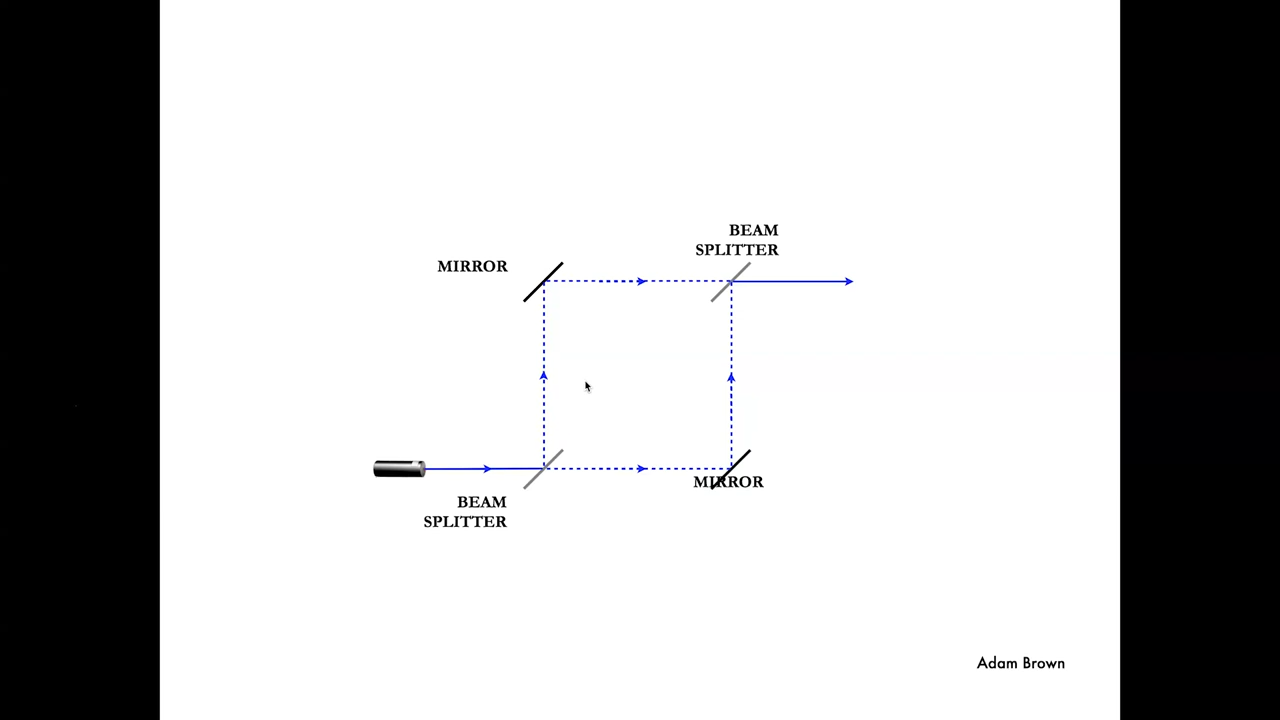 BEAM
SPLITTER
MIRROR
MIRROR
BEAM
SPLITTER
Adam Brown